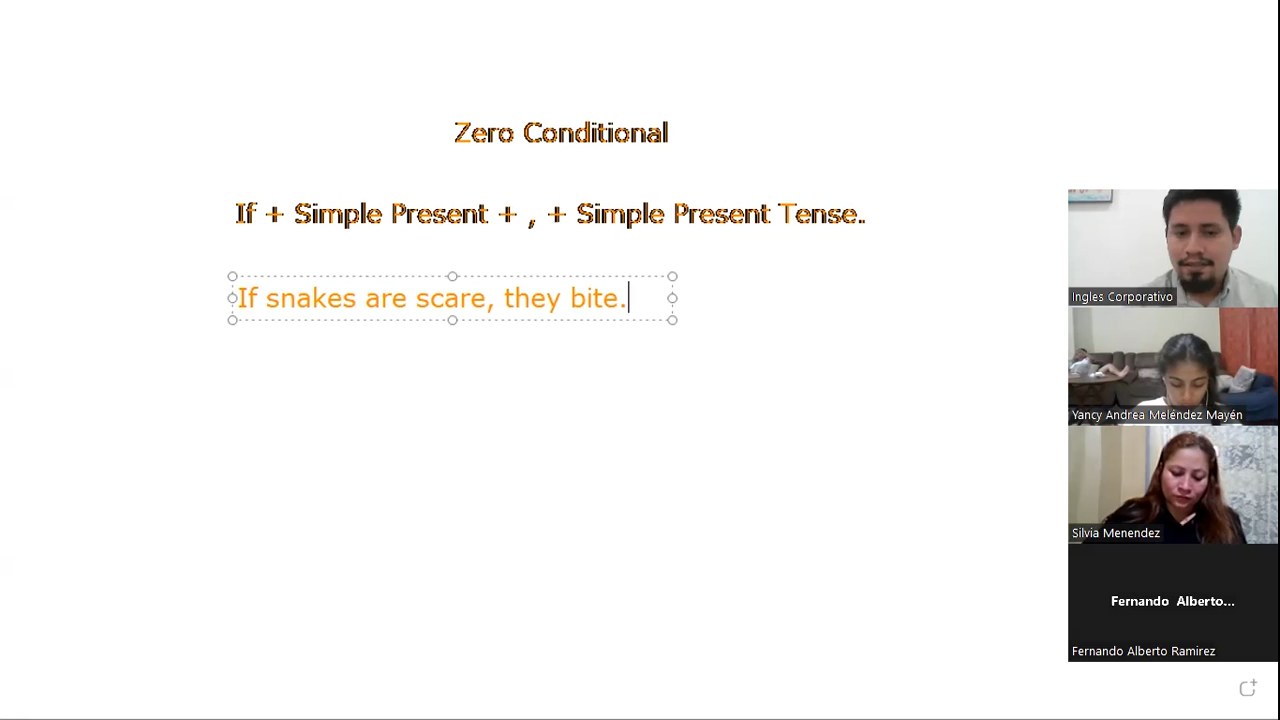 Zero Conditional
If + Simple Present + , + Simple Present Tense.
If snakes are scare, they bite.
Ingles Corporativo
Yancy Andrea Meléndez Mayén
Silvia Menendez
Fernando Alberto...
Fernando Alberto Ramirez